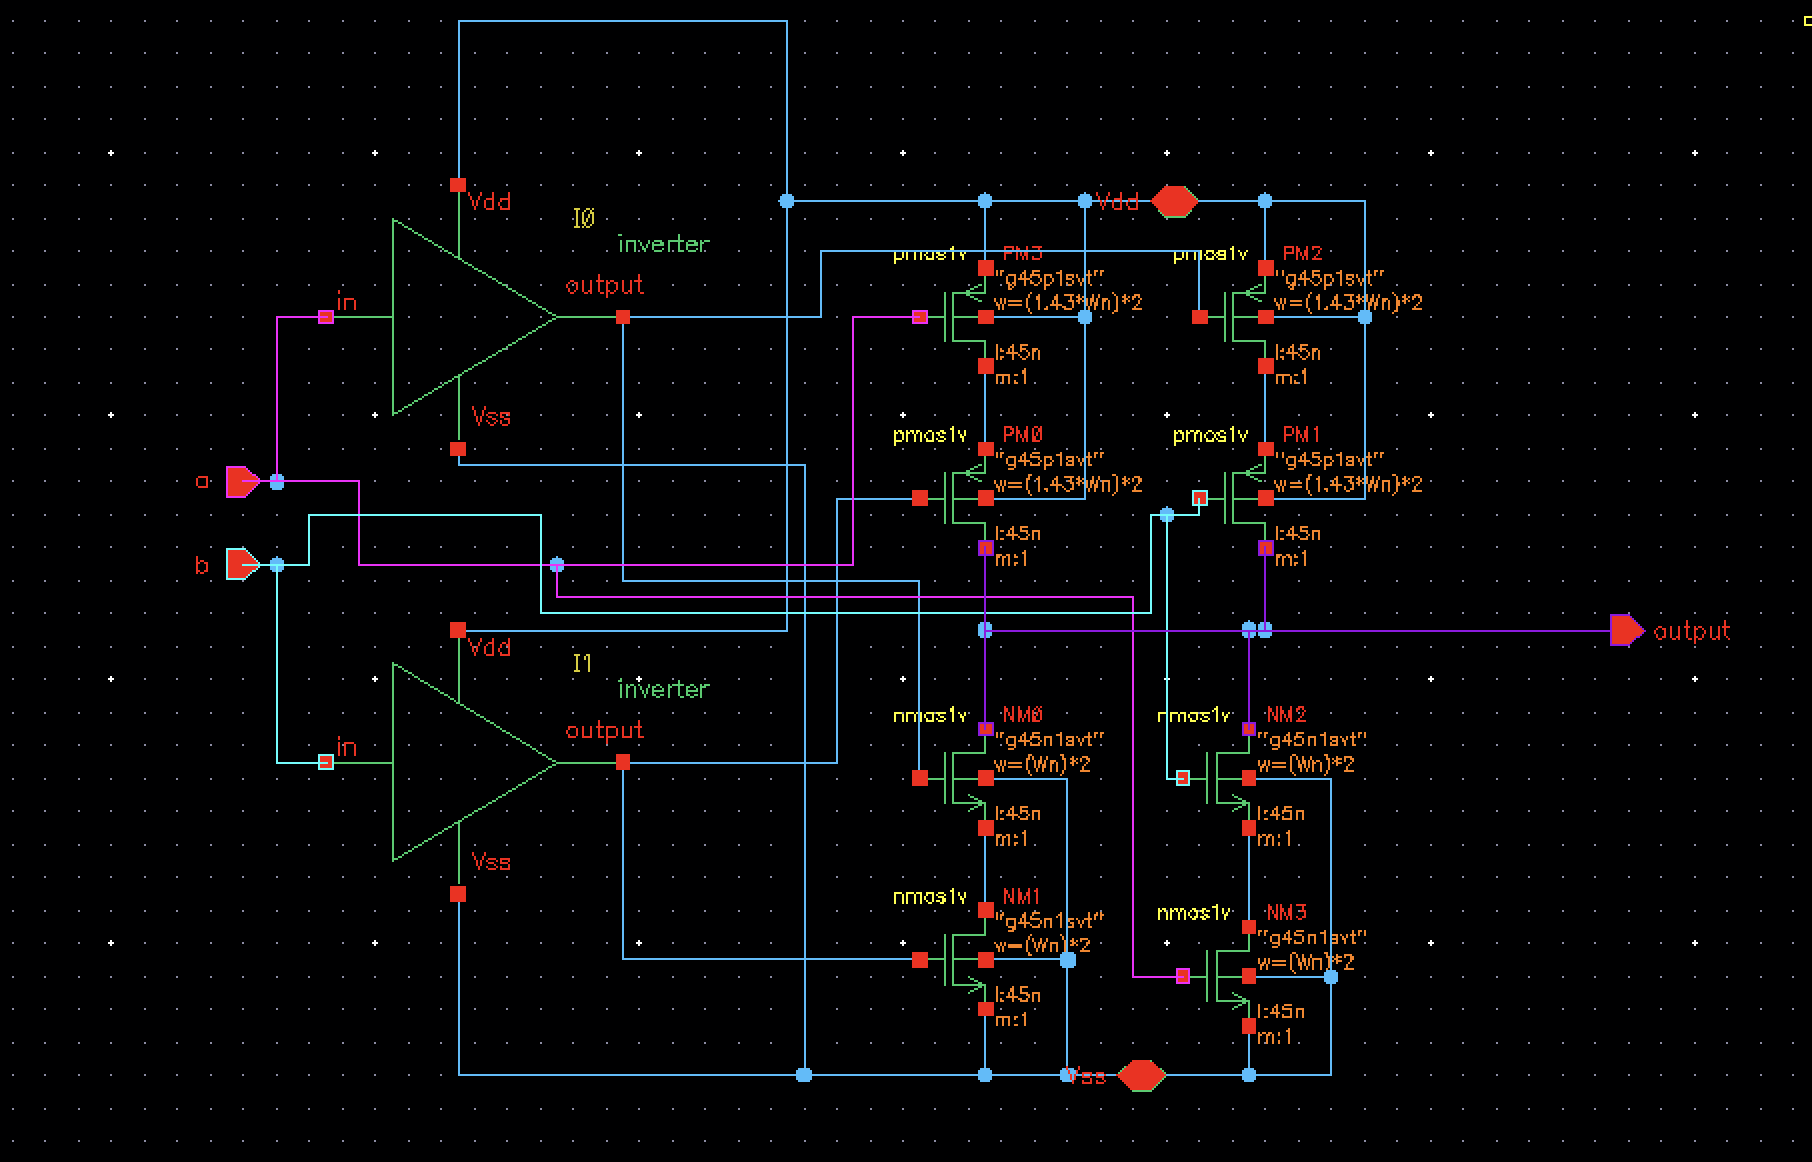 Vdd
I0
inverter
output
in
Vss
a
b
Vdd
I1
inverter
output
in
Vss
Vdd
pmos1v PM3
"g45p1svt"
w=(1.43*Wn)*2
l:45n
m:1
pmos1v PM2
"g45p1svt"
w=(1.43*Wn)*2
l:45n
m:1
pmos1v PM0
"g45p1svt"
w=(1.43*Wn)*2
l:45n
m:1
pmos1v PM1
"g45p1svt"
w=(1.43*Wn)*2
l:45n
m:1
output
nmos1v NM0
"g45n1svt"
w=(Wn)*2
l:45n
m:1
nmos1v NM2
"g45n1svt"
w=(Wn)*2
l:45n
m:1
nmos1v NM1
"g45n1svt"
w=(Wn)*2
l:45n
m:1
nmos1v NM3
"g45n1svt"
w=(Wn)*2
l:45n
m:1
Vss